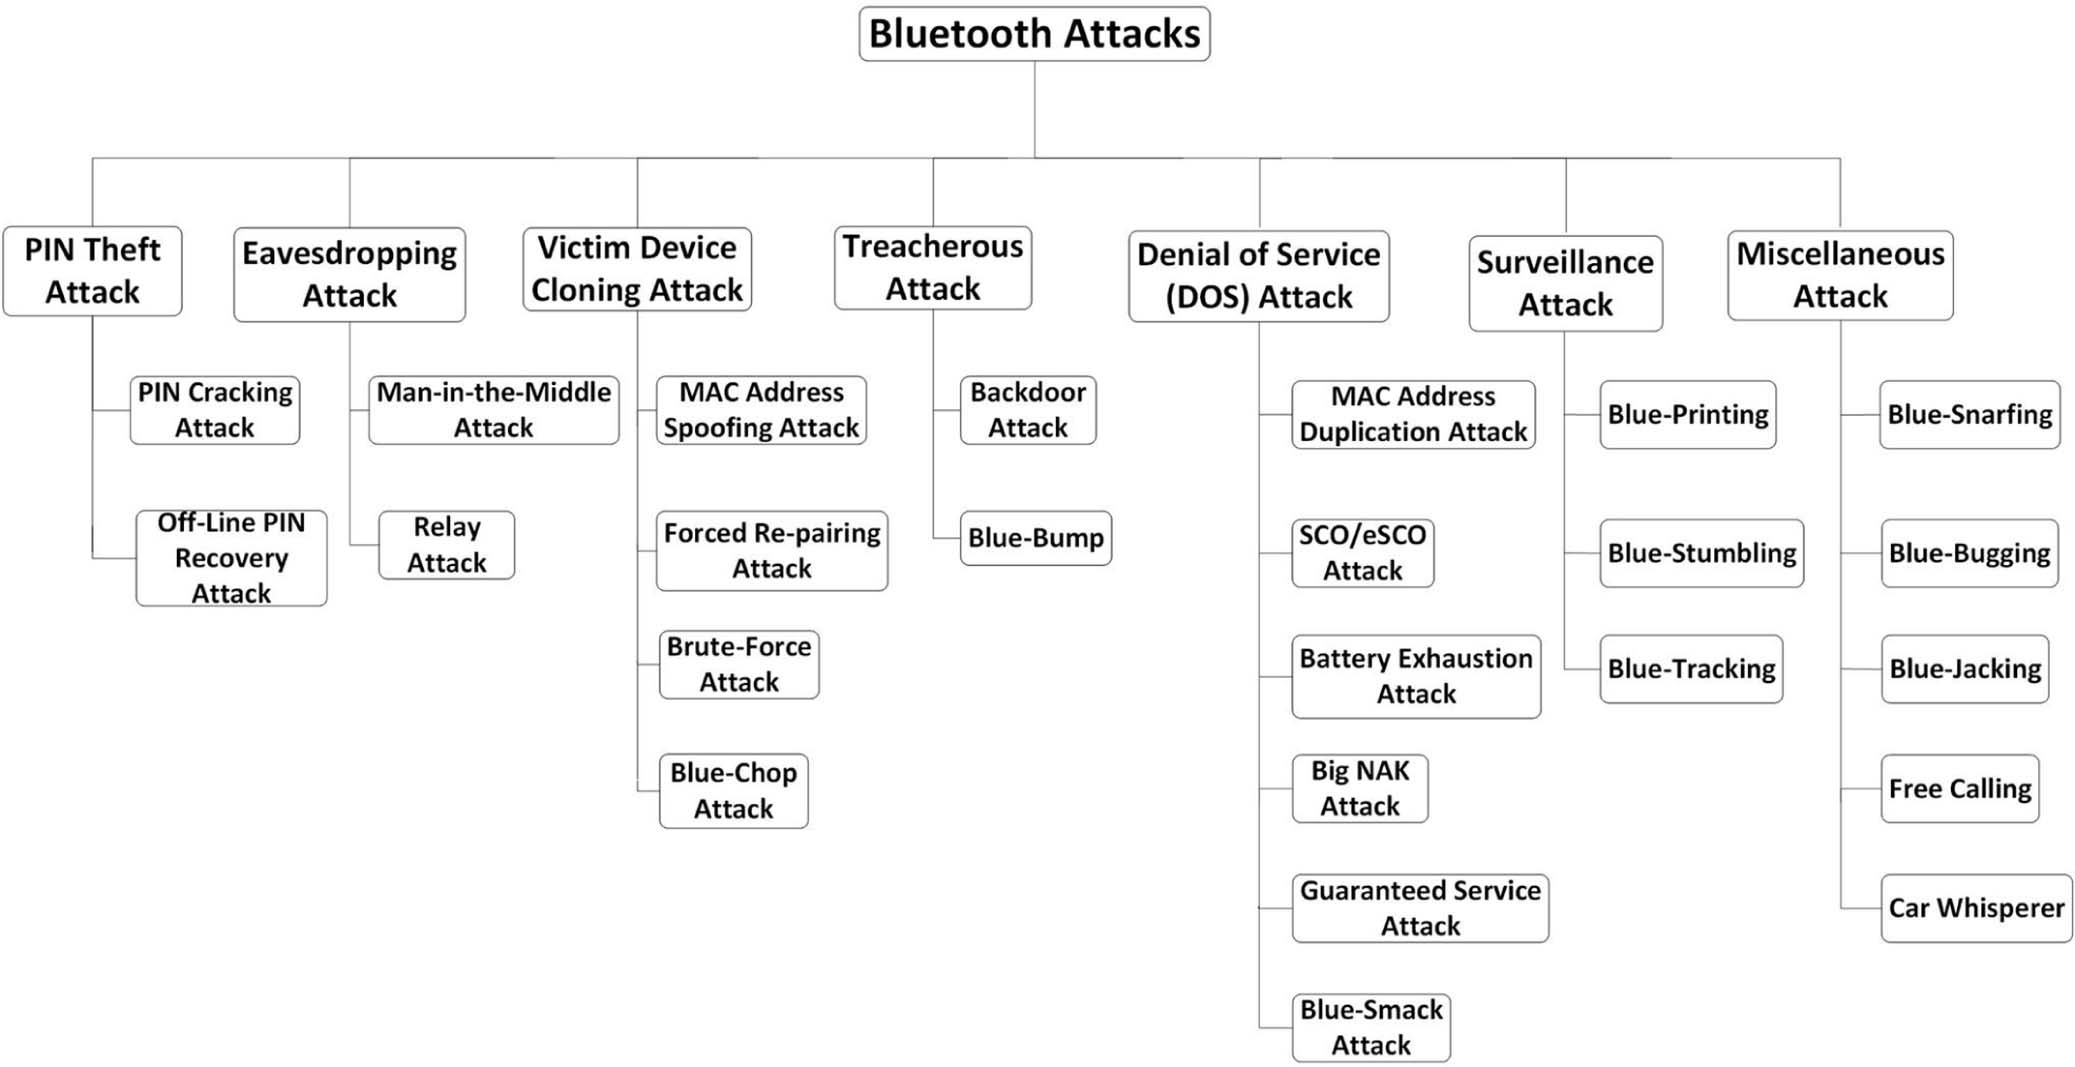 Bluetooth Attacks
PIN Theft
Attack
Eavesdropping
Attack
Victim Device
Cloning Attack
Treacherous
Attack
Denial of Service
(DOS) Attack
Surveillance
Attack
Miscellaneous
Attack
PIN Cracking
Attack
Off-Line PIN
Recovery
Attack
Man-in-the-Middle
Attack
Relay
Attack
MAC Address
Spoofing Attack
Forced Re-pairing
Attack
Brute-Force
Attack
Blue-Chop
Attack
Backdoor
Attack
Blue-Bump
MAC Address
Duplication Attack
SCO/eSCO
Attack
Battery Exhaustion
Attack
Big NAK
Attack
Guaranteed Service
Attack
Blue-Smack
Attack
Blue-Printing
Blue-Stumbling
Blue-Tracking
Blue-Snarfing
Blue-Bugging
Blue-Jacking
Free Calling
Car Whisperer